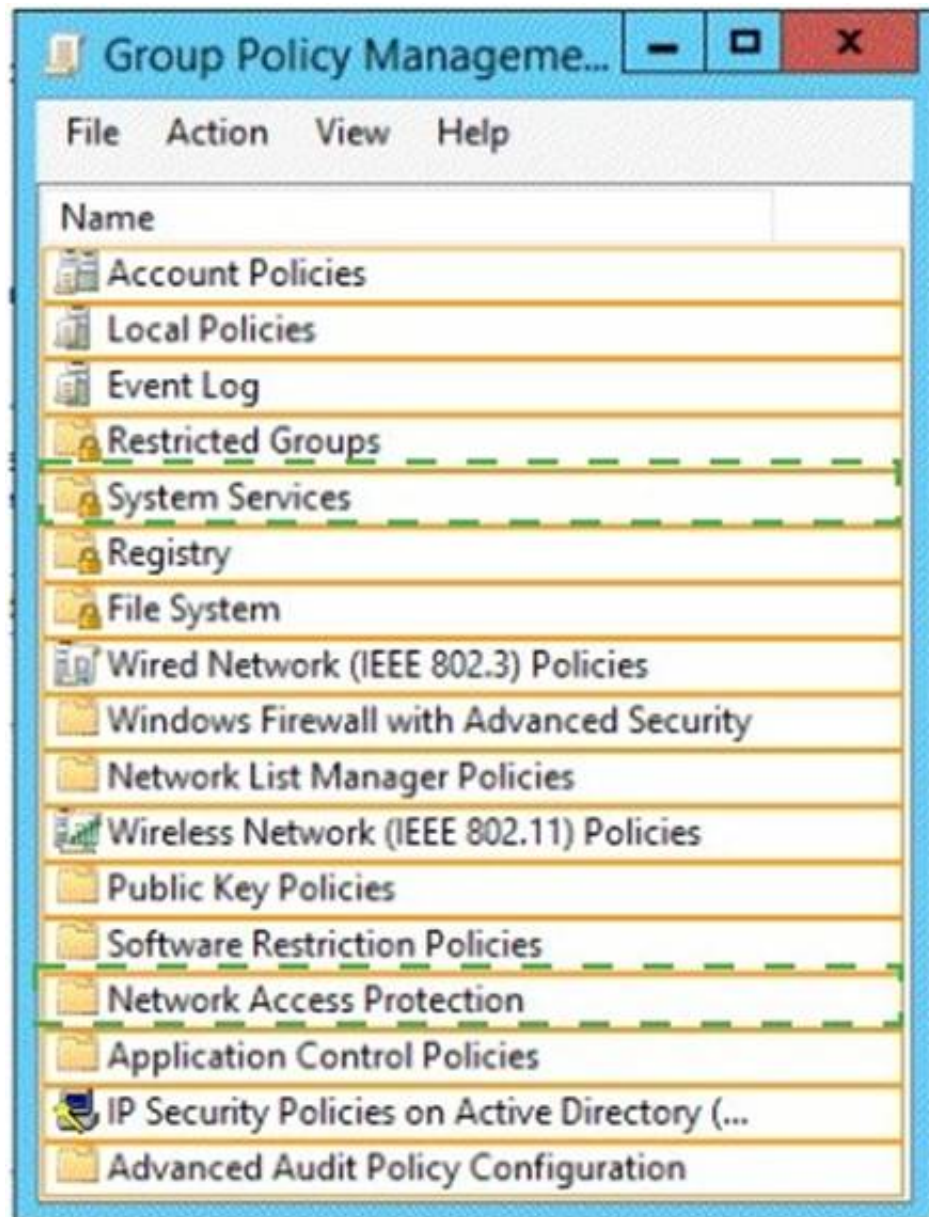 Group Policy Manageme...
File Action View Help
Name
Account Policies
Local Policies
Event Log
Restricted Groups
System Services
Registry
File System
Wired Network (IEEE 802.3) Policies
Windows Firewall with Advanced Security
Network List Manager Policies
Wireless Network (IEEE 802.11) Policies
Public Key Policies
Software Restriction Policies
Network Access Protection
Application Control Policies
IP Security Policies on Active Directory (...
Advanced Audit Policy Configuration